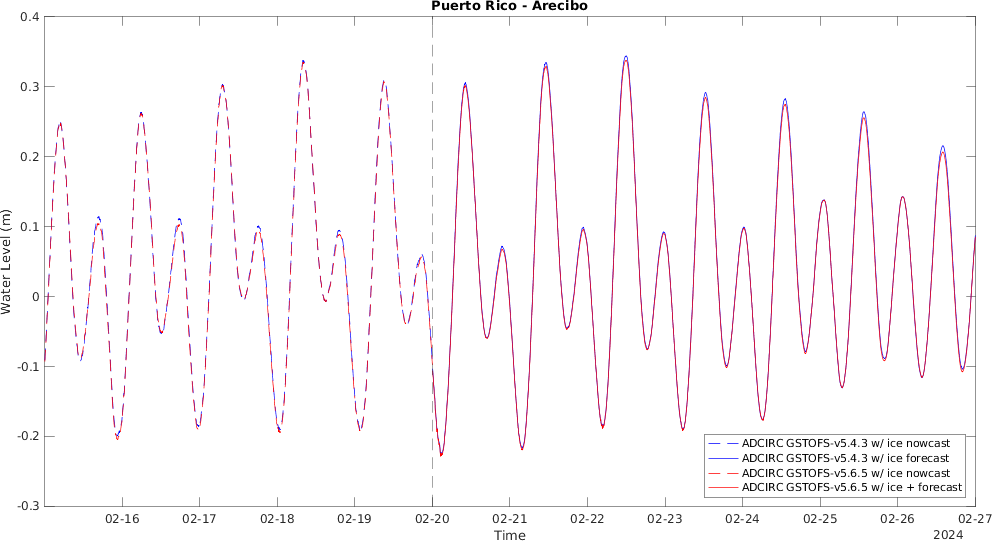 Puerto Rico - Arecibo
0.4
0.3
0.2
0.1
0
-0.1
-0.2
-0.3
Water Level (m)
ADCIRC GSTOFS-v5.4.3 w/ ice nowcast
ADCIRC GSTOFS-v5.4.3 w/ ice forecast
ADCIRC GSTOFS-v5.6.5 w/ ice nowcast
ADCIRC GSTOFS-v5.6.5 w/ ice + forecast
02-16 02-17 02-18 02-19 02-20 02-21 02-22 02-23 02-24 02-25 02-26 02-27
Time
2024